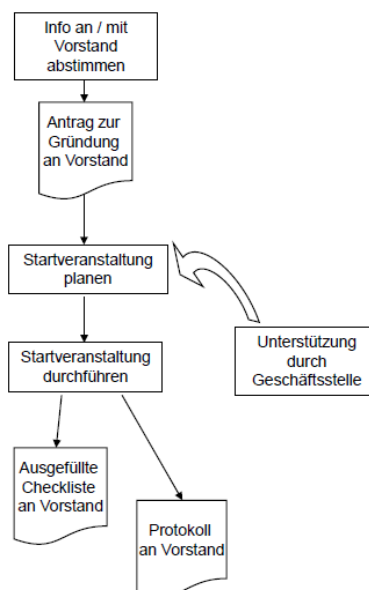 Info an / mit
Vorstand
abstimmen
Antrag zur
Gründung
an Vorstand
Startveranstaltung
planen
Startveranstaltung
durchführen
Unterstützung
durch
Geschäftsstelle
Ausgefüllte
Checkliste
an Vorstand
Protokoll
an Vorstand